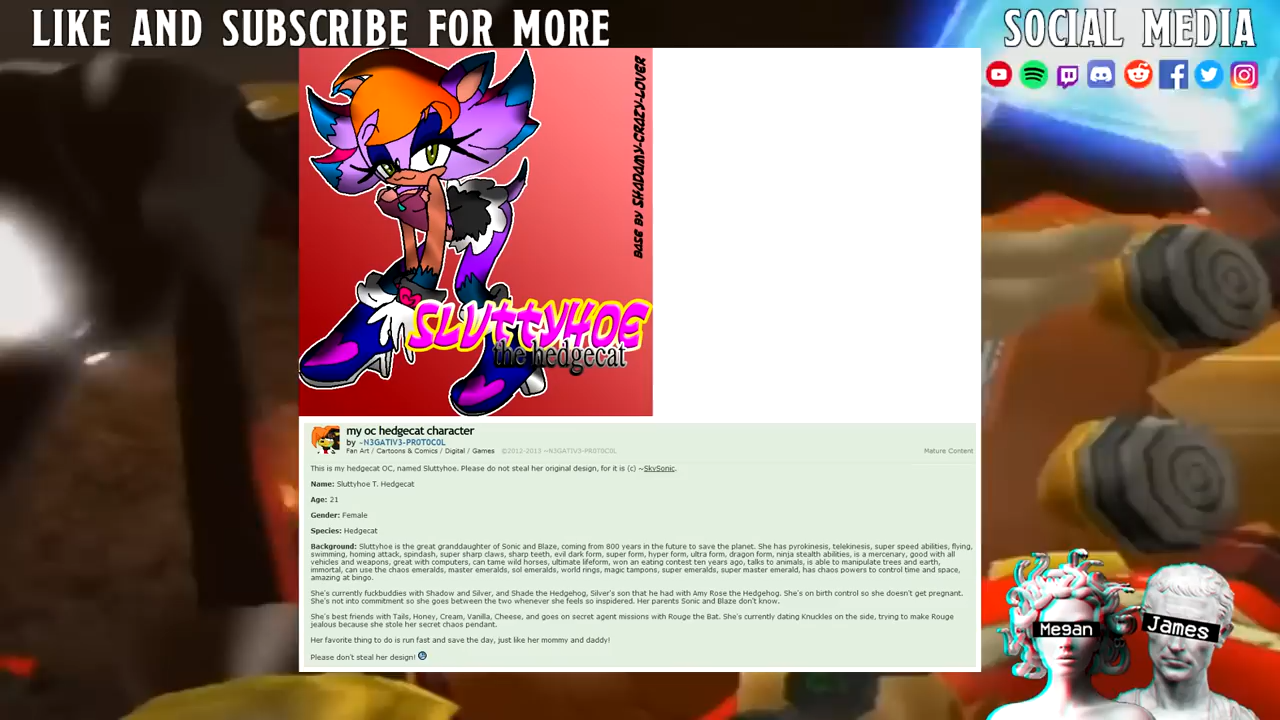 LIKE AND SUBSCRIBE FOR MORE
SOCIAL MEDIA
BASE BY SHADAMY-CRAZY-LOVER
SLUttYHOE
the hedgecat
my oc hedgecat character
by ~N3GATIV3-PR0T0C0L
Fan Art / Cartoons & Comics / Digital / Games ©2012-2013 ~N3GATIV3-PR0T0C0L
Mature Content
This is my hedgecat OC, named Sluttyhoe. Please do not steal her original design, for it is (c) ~SkySonic.
Name: Sluttyhoe T. Hedgecat
Age: 21
Gender: Female
Species: Hedgecat
Background: Sluttyhoe is the great granddaughter of Sonic and Blaze, coming from 800 years in the future to save the planet. She has pyrokinesis, telekinesis, super speed abilities, flying,
swimming, homing attack, spindash, super sharp claws, sharp teeth, evil dark form, super form, hyper form, ultra form, dragon form, ninja stealth abilities, is a mercenary, good with all
vehicles and weapons, great with computers, can tame wild horses, ultimate lifeform, won an eating contest ten years ago, talks to animals, is able to manipulate trees and earth,
immortal, can use the chaos emeralds, master emeralds, sol emeralds, world rings, magic tampons, super emeralds, super master emerald, has chaos powers to control time and space,
amazing at bingo.
She's currently fuckbuddies with Shadow and Silver, and Shade the Hedgehog, Silver's son that he had with Amy Rose the Hedgehog. She's on birth control so she doesn't get pregnant.
She's not into commitment so she goes between the two whenever she feels so inspidered. Her parents Sonic and Blaze don't know.
She's best friends with Tails, Honey, Cream, Vanilla, Cheese, and goes on secret agent missions with Rouge the Bat. She's currently dating Knuckles on the side, trying to make Rouge
jealous because she stole her secret chaos pendant.
Her favorite thing to do is run fast and save the day, just like her mommy and daddy!
Please don't steal her design!
Megan
James